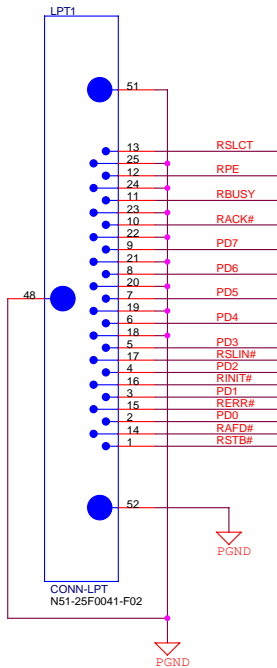 LPT1
51
13 RSLCT
25
12 RPE
24
11 RBUSY
23
10 RACK#
22
9 PD7
21
8 PD6
20
48
7 PD5
19
6 PD4
18
5 PD3
17 RSLIN#
4 PD2
16 RINIT#
3 PD1
15 RERR#
2 PD0
14 RAFD#
1 RSTB#
52
PGND
CONN-LPT
N51-25F0041-F02
PGND